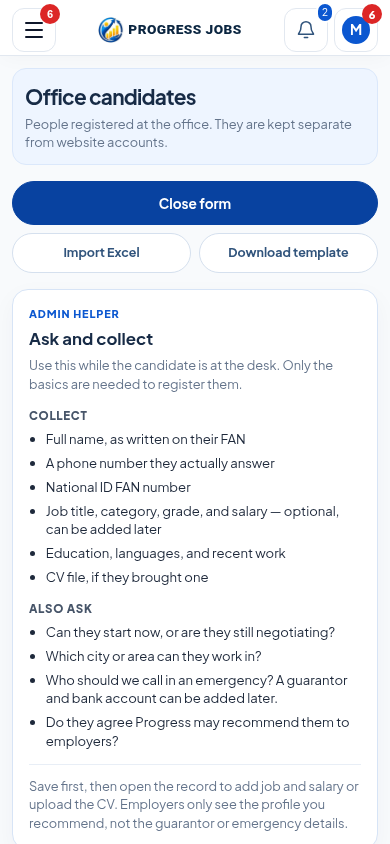 6
PROGRESS JOBS
2
M
6
Office candidates
People registered at the office. They are kept separate
from website accounts.
Close form
Import Excel
Download template
ADMIN HELPER
Ask and collect
Use this while the candidate is at the desk. Only the
basics are needed to register them.
COLLECT
• Full name, as written on their FAN
• A phone number they actually answer
• National ID FAN number
• Job title, category, grade, and salary — optional,
can be added later
• Education, languages, and recent work
• CV file, if they brought one
ALSO ASK
• Can they start now, or are they still negotiating?
• Which city or area can they work in?
• Who should we call in an emergency? A guarantor
and bank account can be added later.
• Do they agree Progress may recommend them to
employers?
Save first, then open the record to add job and salary or
upload the CV. Employers only see the profile you
recommend, not the guarantor or emergency details.